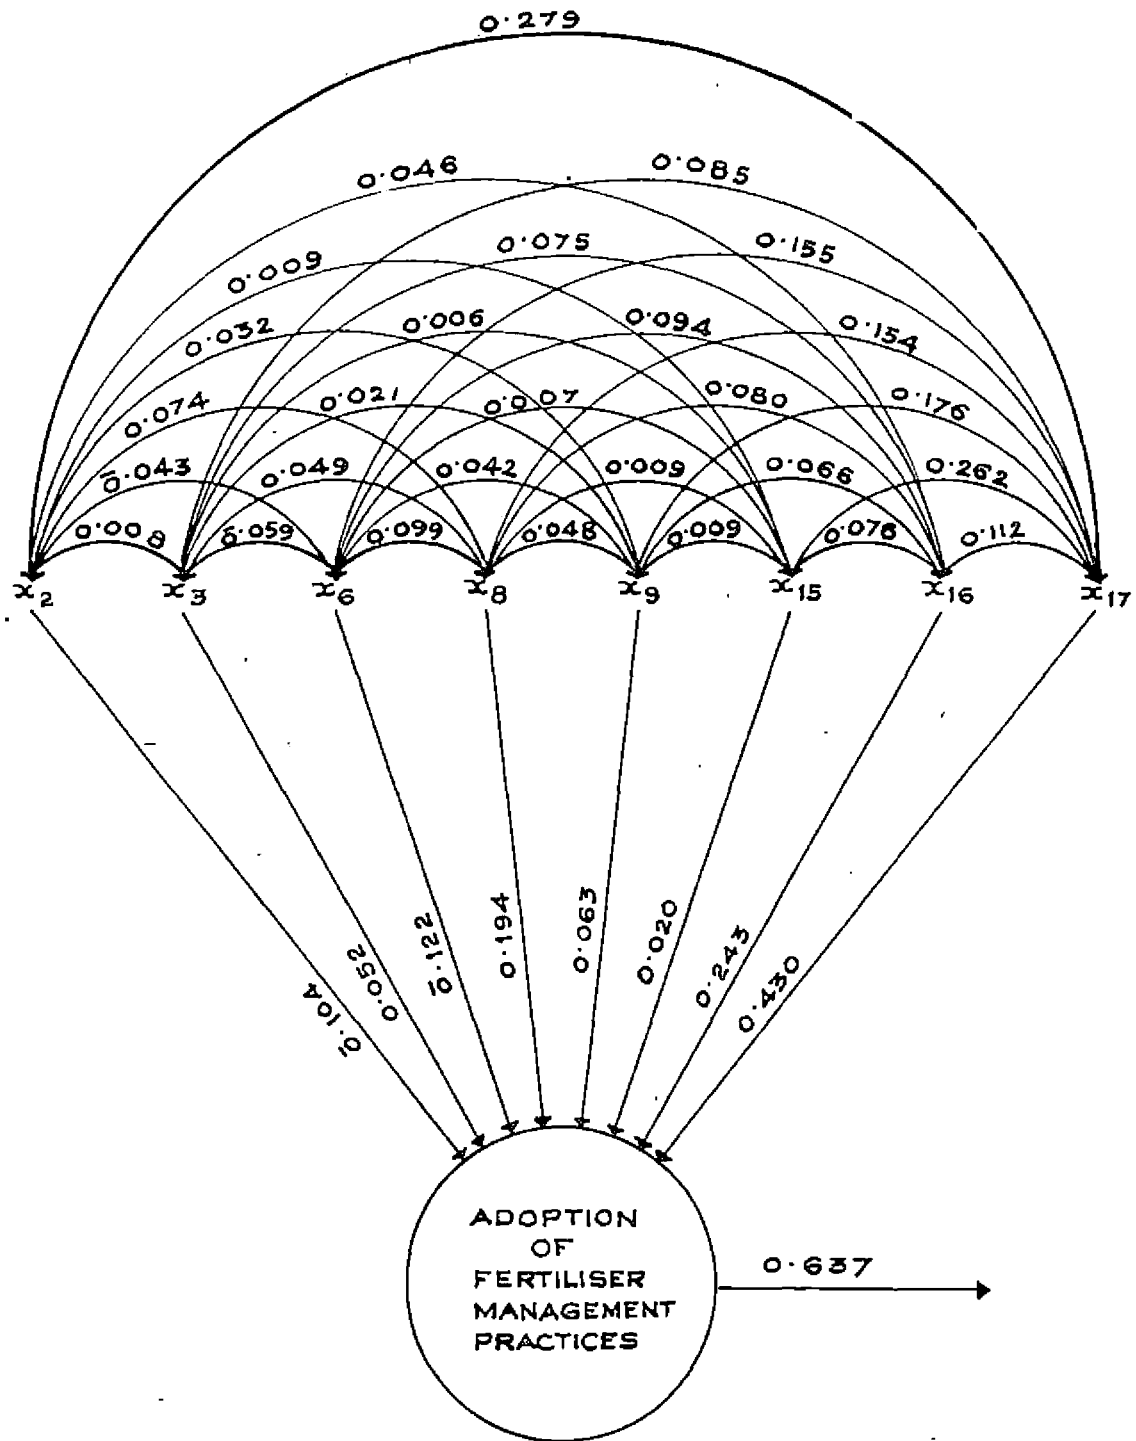 0·279
0·046 0·085
0·009 0·075 0·155
0·032 0·006 0·094 0·154
0·074 0·021 0·007 0·080 0·176
0̄·043 0·049 0·042 0·009 0·066 0·262
0·008 0̄·059 0·099 0·048 0·009 0·078 0·112
x₂ x₃ x₆ x₈ x₉ x₁₅ x₁₆ x₁₇
0̄·104 0·052 0̄·122 0·194 0·063 0·020 0·243 0·430
ADOPTION
OF
FERTILISER
MANAGEMENT
PRACTICES
0·637